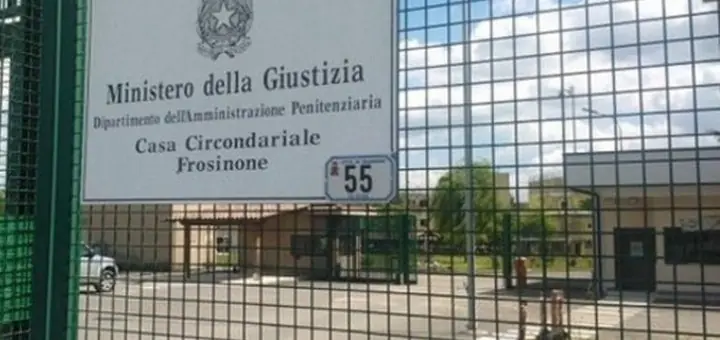 Ministero della Giustizia
Dipartimento dell'Amministrazione Penitenziaria
Casa Circondariale
Frosinone
55